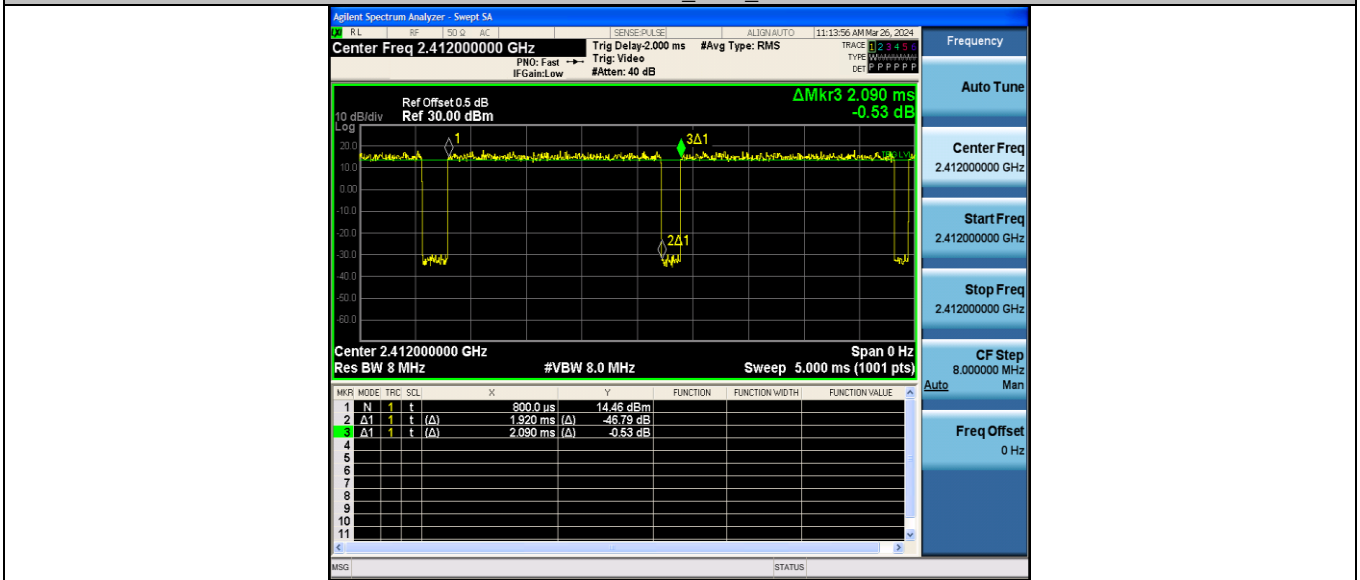 Agilent Spectrum Analyzer - Swept SA
RL RF 50 Ω AC SENSE:PULSE ALIGNAUTO 11:13:56 AM Mar 26, 2024
Center Freq 2.412000000 GHz
PNO: Fast
IFGain:Low
Trig Delay-2.000 ms
Trig: Video
#Atten: 40 dB
#Avg Type: RMS
TRACE 1 2 3 4 5 6
TYPE W
DET P P P P P P
Frequency
Auto Tune
Center Freq
2.412000000 GHz
Start Freq
2.412000000 GHz
Stop Freq
2.412000000 GHz
CF Step
8.000000 MHz
Auto Man
Freq Offset
0 Hz
ΔMkr3 2.090 ms
-0.53 dB
Ref Offset 0.5 dB
10 dB/div Ref 30.00 dBm
Log
20.0
10.0
0.00
-10.0
-20.0
-30.0
-40.0
-50.0
-60.0
1
3Δ1
2Δ1
Center 2.412000000 GHz Span 0 Hz
Res BW 8 MHz #VBW 8.0 MHz Sweep 5.000 ms (1001 pts)
MKR MODE TRC SCL X Y FUNCTION FUNCTION WIDTH FUNCTION VALUE
1 N 1 t 800.0 us 14.46 dBm
2 Δ1 1 t (Δ) 1.920 ms (Δ) -46.79 dB
3 Δ1 1 t (Δ) 2.090 ms (Δ) -0.53 dB
4
5
6
7
8
9
10
11
MSG STATUS